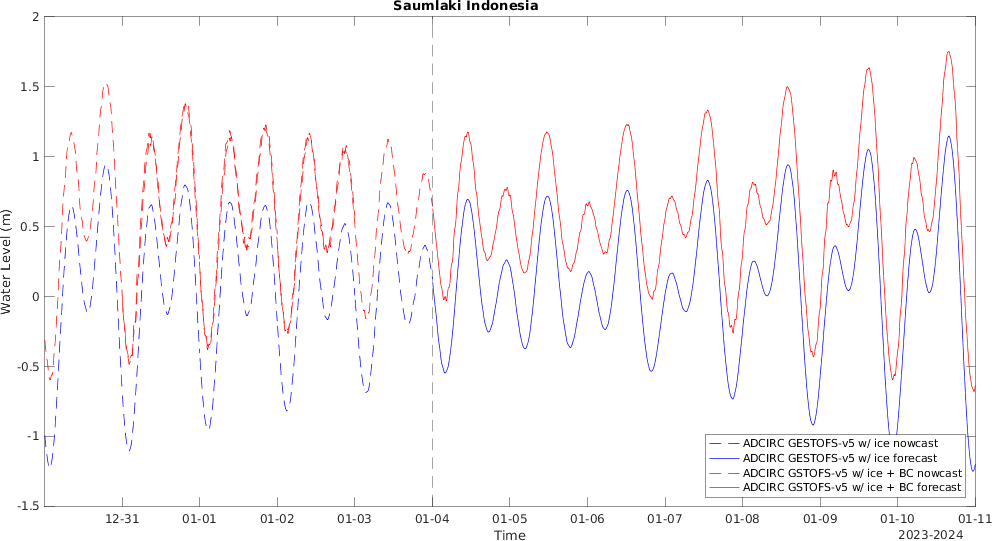 Saumlaki Indonesia
2
1.5
1
0.5
0
-0.5
-1
-1.5
Water Level (m)
12-31 01-01 01-02 01-03 01-04 01-05 01-06 01-07 01-08 01-09 01-10 01-11
Time
2023-2024
ADCIRC GESTOFS-v5 w/ ice nowcast
ADCIRC GESTOFS-v5 w/ ice forecast
ADCIRC GSTOFS-v5 w/ ice + BC nowcast
ADCIRC GSTOFS-v5 w/ ice + BC forecast